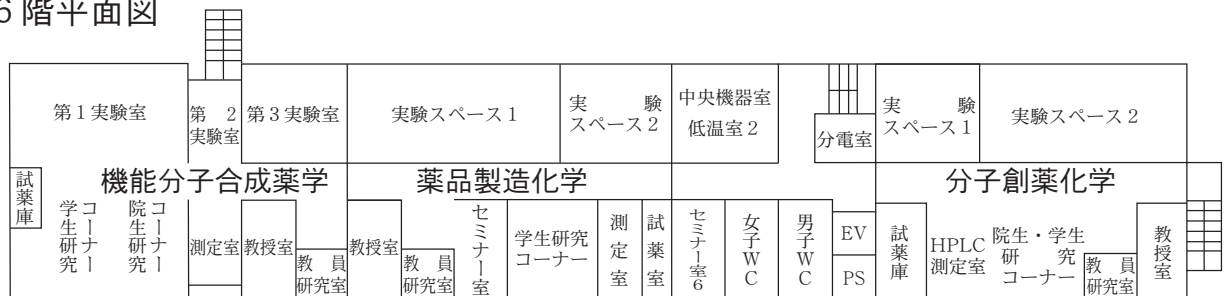 6階平面図
第1実験室
第 2
実験室
第3実験室
実験スペース1
実 験
スペース2
中央機器室
低温室2
分電室
実 験
スペース1
実験スペース2
試薬庫
機能分子合成薬学
薬品製造化学
分子創薬化学
学生研究
コーナー
院生研究
コーナー
測定室
教授室
教 員
研究室
教授室
教 員
研究室
セミナー室
学生研究
コーナー
測定室
試薬室
セミナー室6
女子WC
男子WC
EV
PS
試薬庫
HPLC
測定室
院生・学生
研 究
コーナー
教 員
研究室
教授室